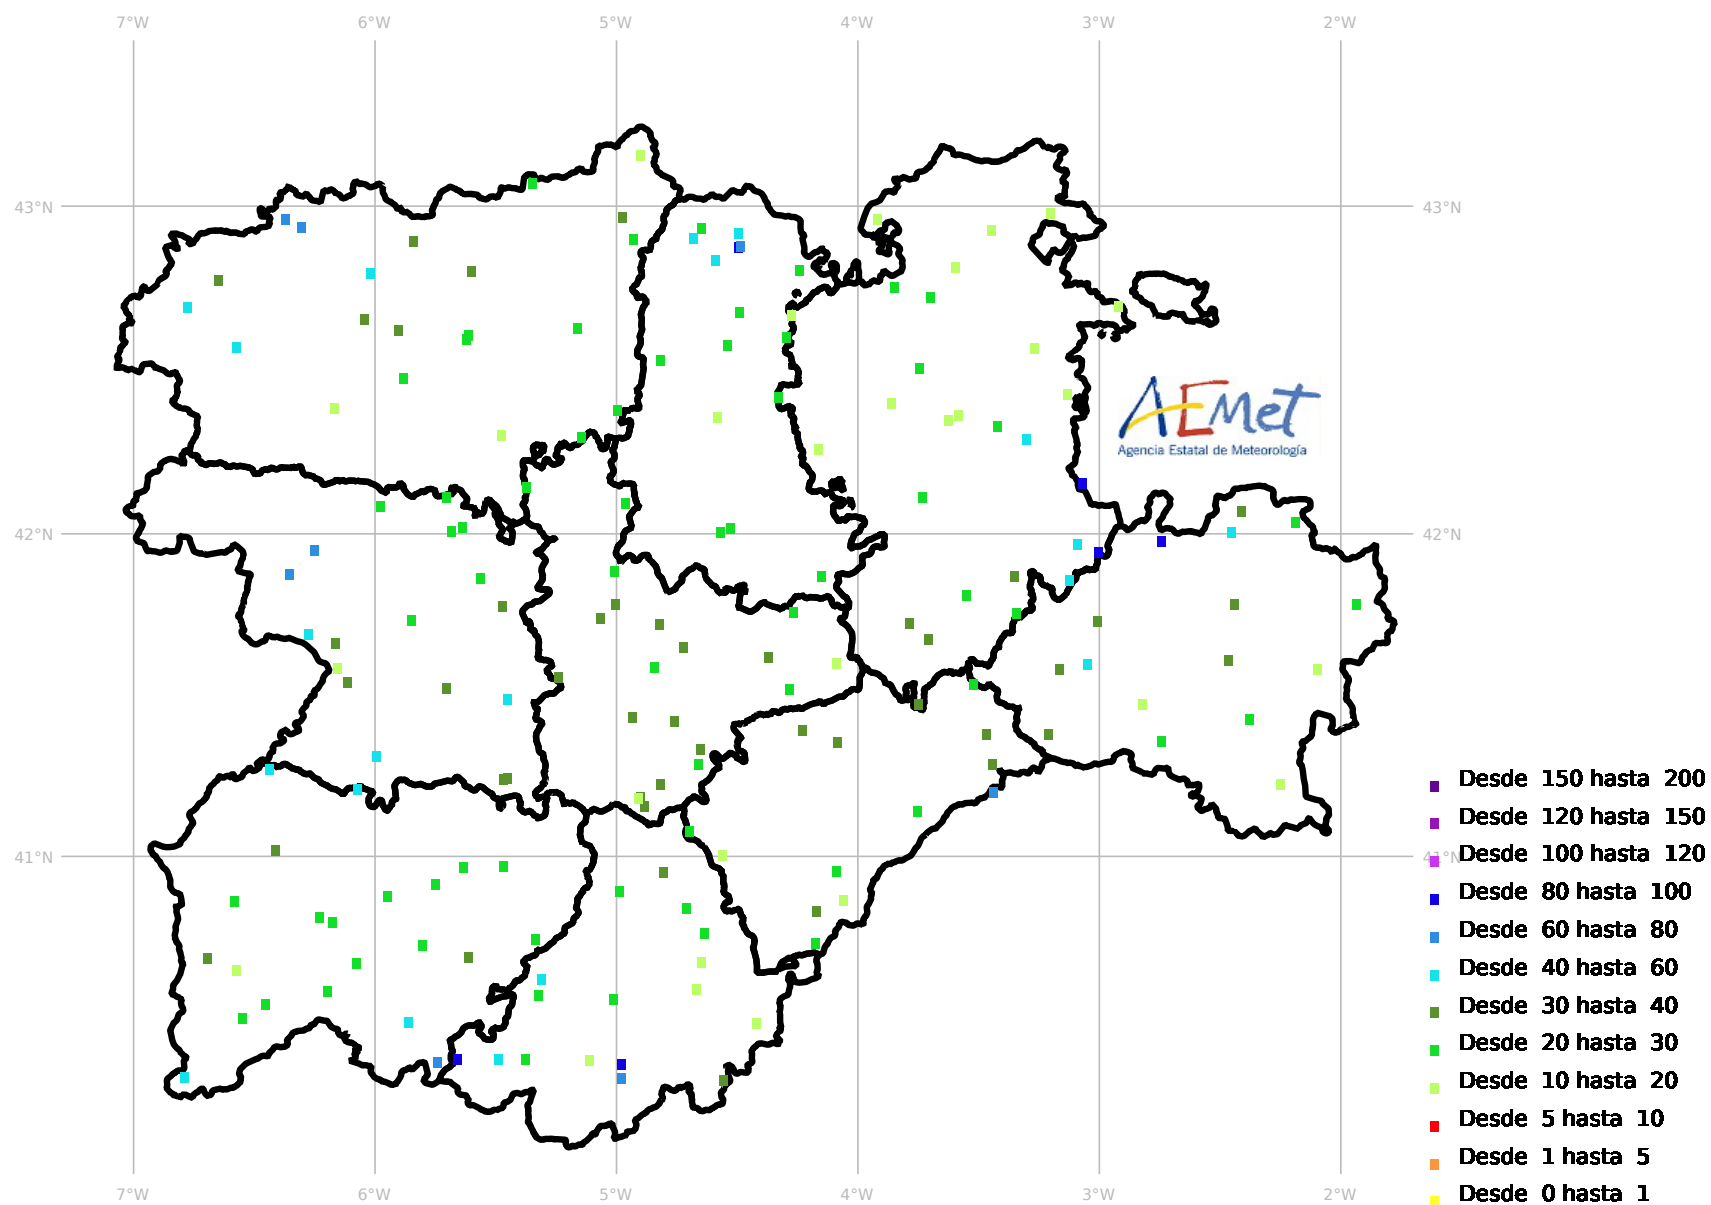 7°W 6°W 5°W 4°W 3°W 2°W
43°N 43°N
AEMet
Agencia Estatal de Meteorología
42°N 42°N
Desde 150 hasta 200
Desde 120 hasta 150
41°N 41°N
Desde 100 hasta 120
Desde 80 hasta 100
Desde 60 hasta 80
Desde 40 hasta 60
Desde 30 hasta 40
Desde 20 hasta 30
Desde 10 hasta 20
Desde 5 hasta 10
Desde 1 hasta 5
Desde 0 hasta 1
7°W 6°W 5°W 4°W 3°W 2°W